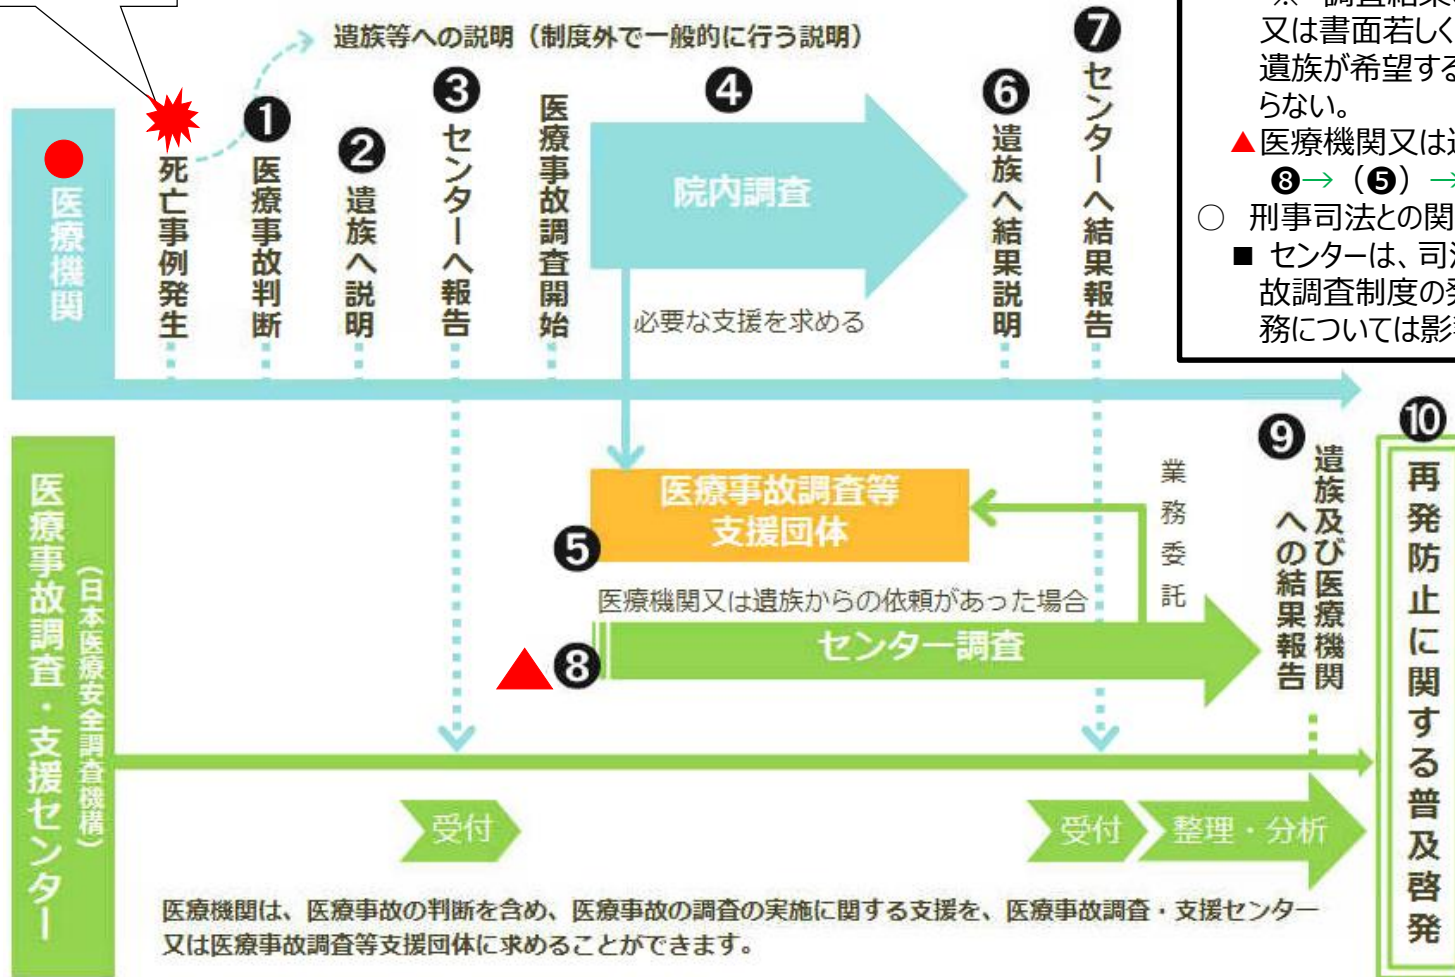 遺族等への説明（制度外で一般的に行う説明）
医療機関
死亡事例発生
❶
医療事故判断
❷
遺族へ説明
❸
センターへ報告
医療事故調査開始
❹
院内調査
必要な支援を求める
❻
遺族へ結果説明
❼
センターへ結果報告
※ 調査結果
又は書面若しく
遺族が希望する
らない。
▲医療機関又は
❽→（❺）→
○ 刑事司法との関
■ センターは、司
故調査制度の
務については影
医療事故調査・支援センター
（日本医療安全調査機構）
医療事故調査等
支援団体
❺
業務委託
医療機関又は遺族からの依頼があった場合
❽
センター調査
❾
遺族及び医療機関
への結果報告
❿
再発防止に関する普及啓発
受付
受付
整理・分析
医療機関は、医療事故の判断を含め、医療事故の調査の実施に関する支援を、医療事故調査・支援センター
又は医療事故調査等支援団体に求めることができます。